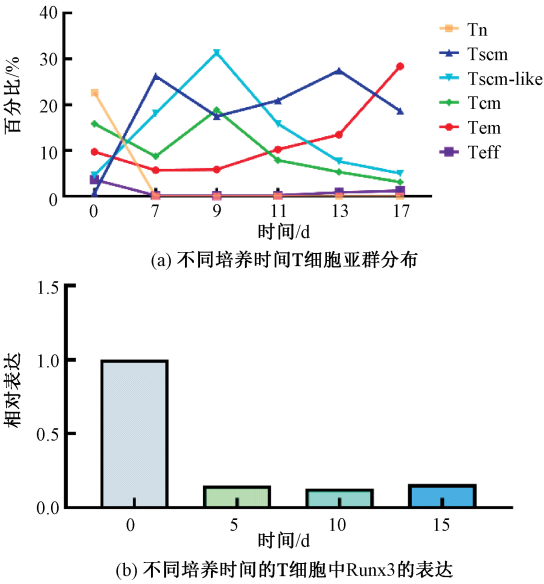 40
30
20
10
0
百分比/%
0 7 9 11 13 17
时间/d
Tn
Tscm
Tscm-like
Tcm
Tem
Teff
(a) 不同培养时间T细胞亚群分布
1.5
1.0
0.5
0.0
相对表达
0 5 10 15
时间/d
(b) 不同培养时间的T细胞中Runx3的表达